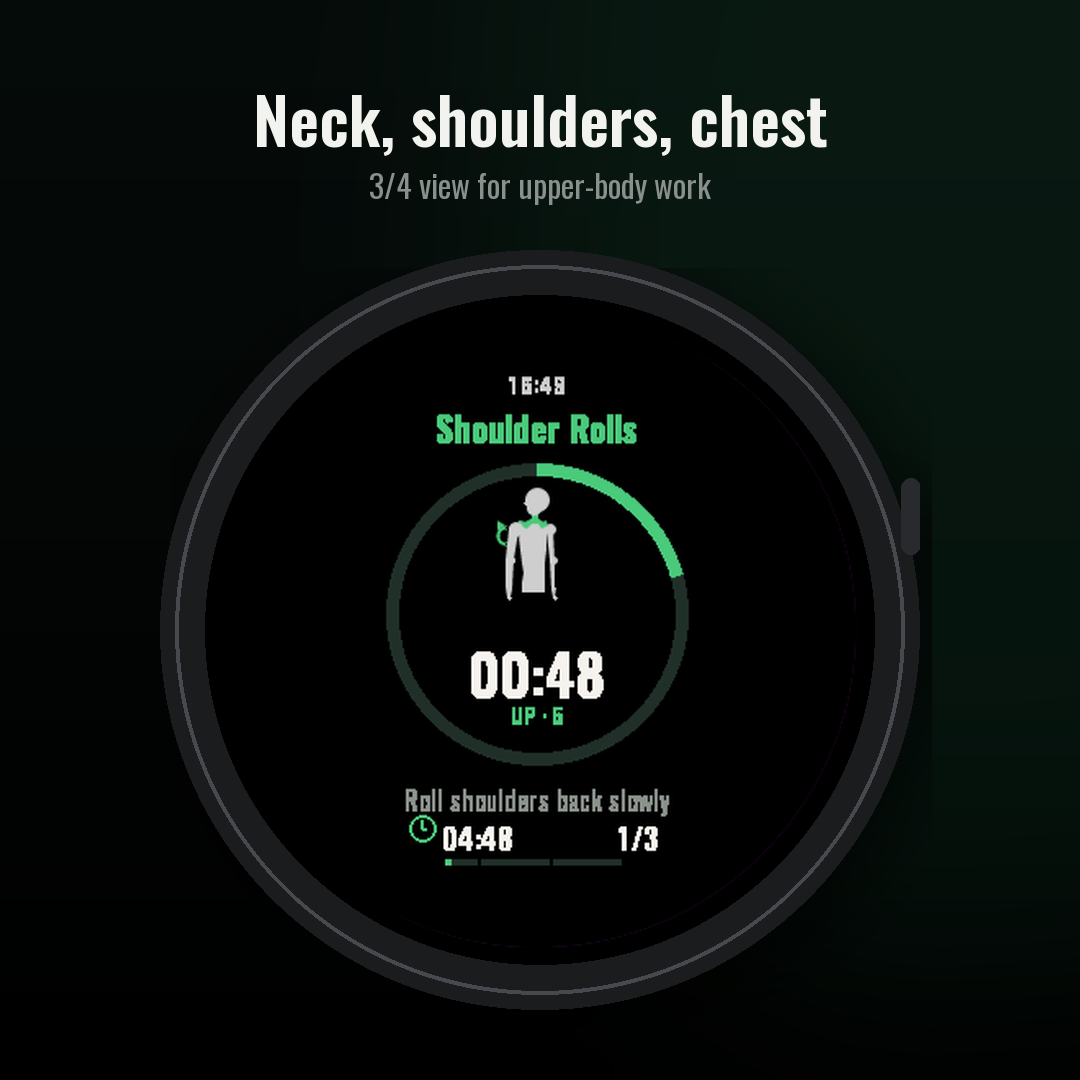 Neck, shoulders, chest
3/4 view for upper-body work
16:49
Shoulder Rolls
00:48
UP · 6
Roll shoulders back slowly
04:48
1/3